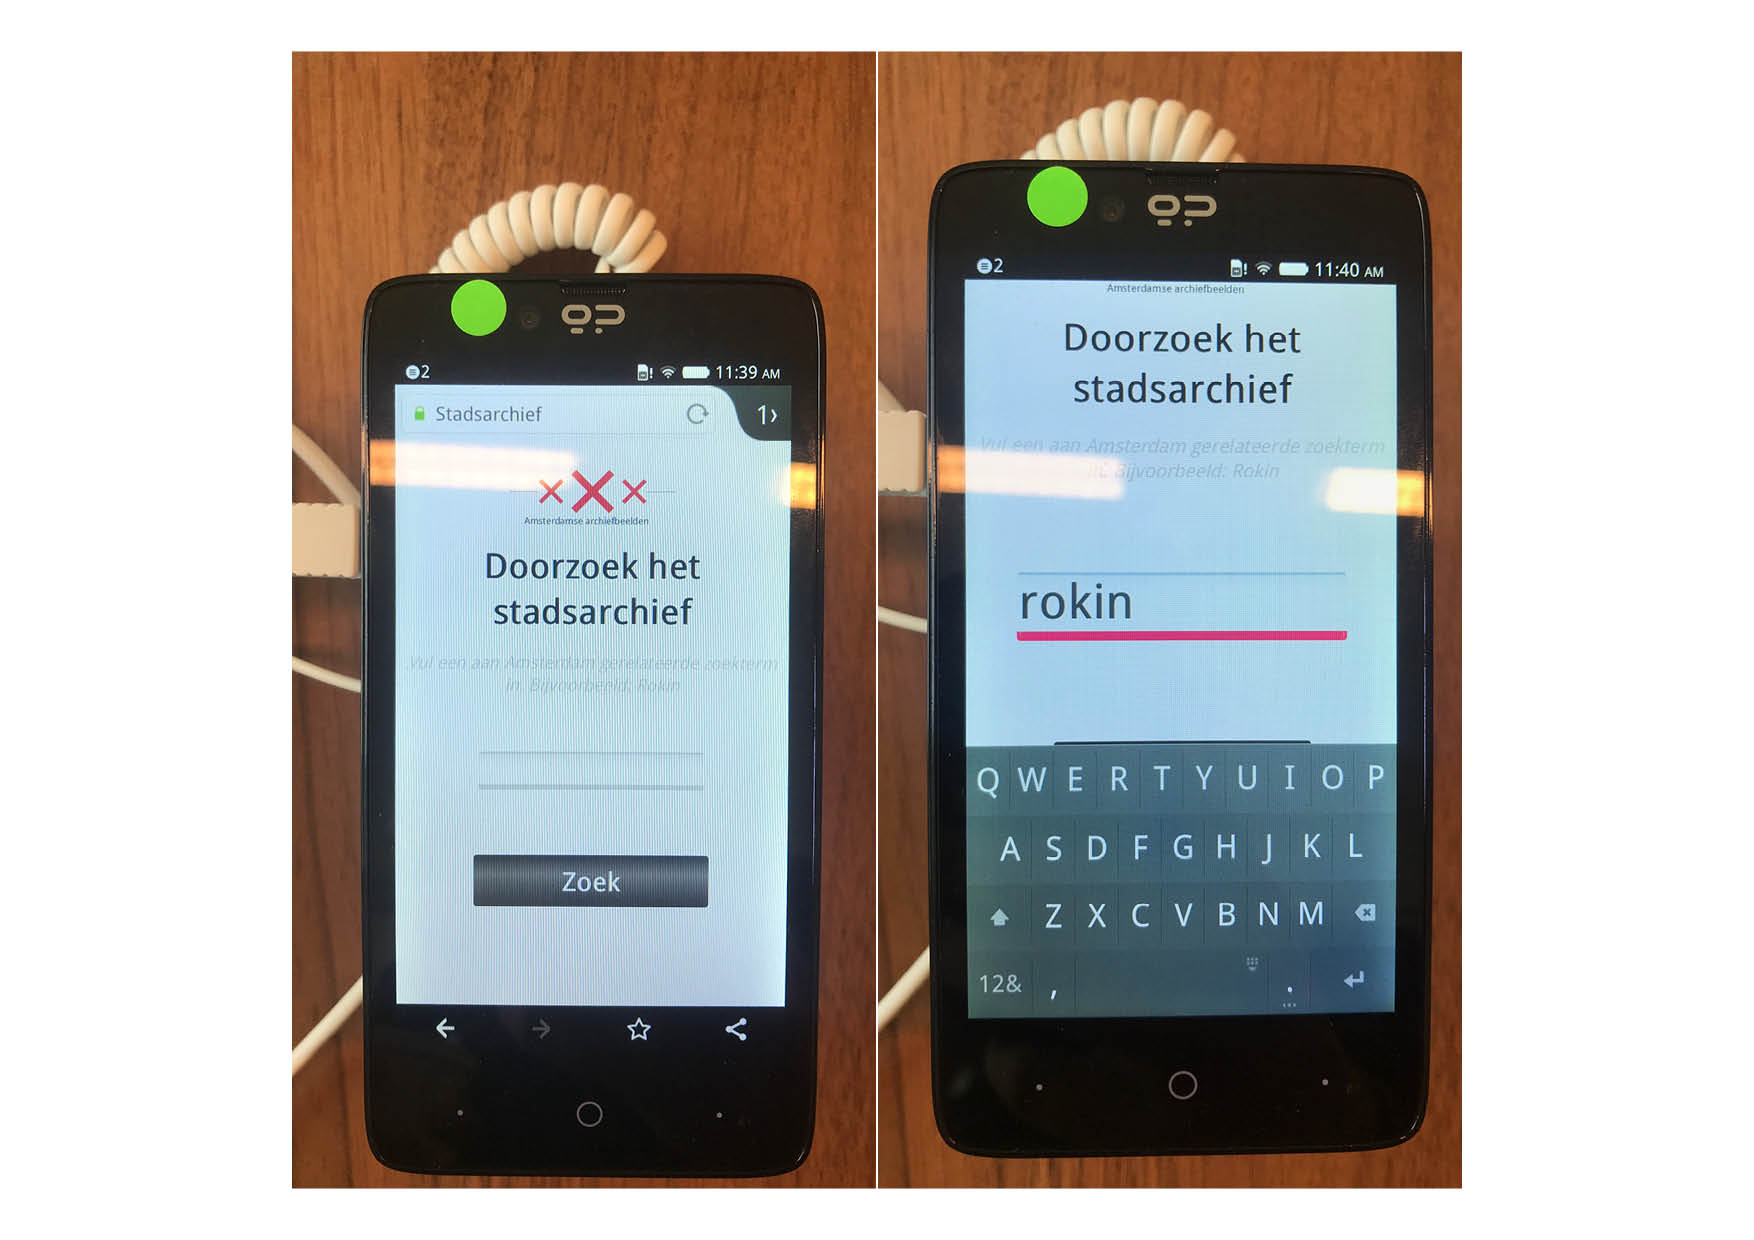 2 11:39 AM
Stadsarchief 1
Amsterdamse archiefbeelden
Doorzoek het
stadsarchief
Vul een aan Amsterdam gerelateerde zoekterm
in. Bijvoorbeeld: Rokin
Zoek
2 11:40 AM
Amsterdamse archiefbeelden
Doorzoek het
stadsarchief
Vul een aan Amsterdam gerelateerde zoekterm
in. Bijvoorbeeld: Rokin
rokin
Q W E R T Y U I O P
A S D F G H J K L
Z X C V B N M
12& , .